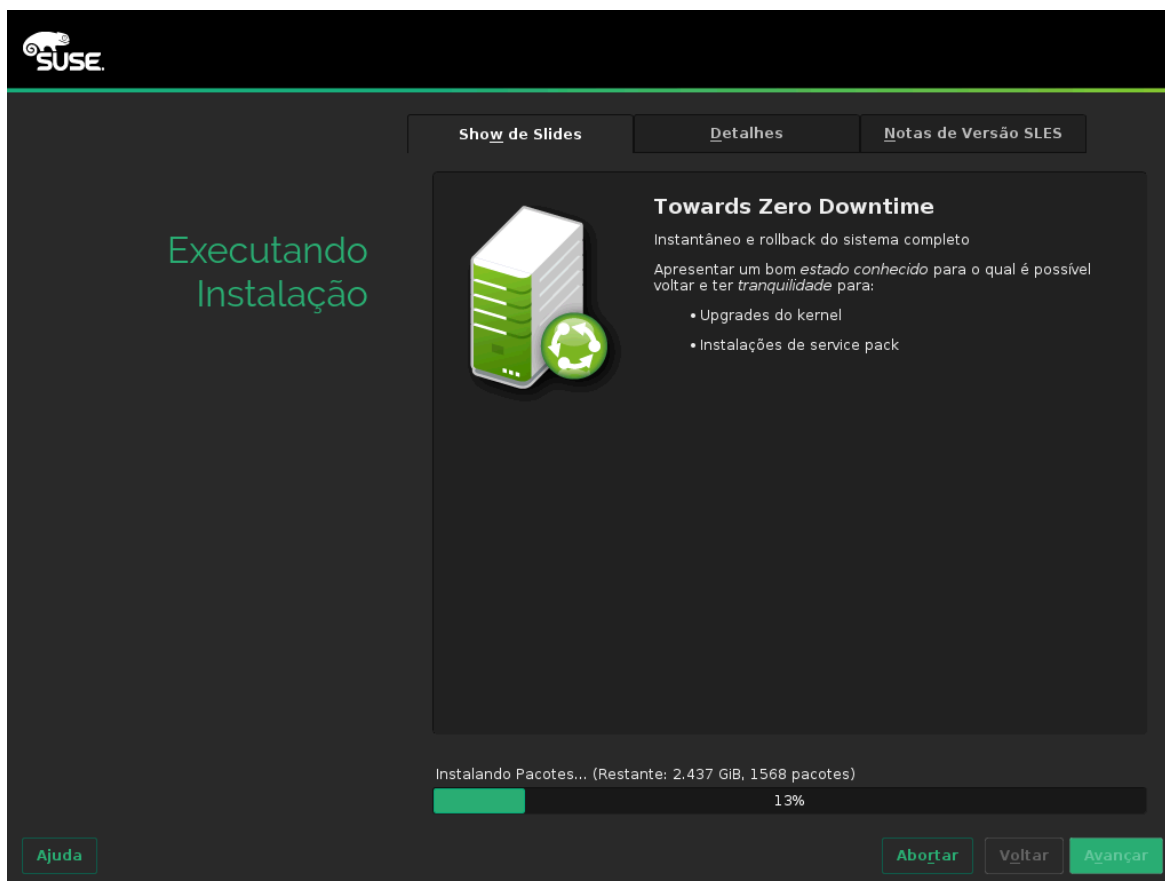 SUSE.
Show de Slides
Detalhes
Notas de Versão SLES
Executando
Instalação
Towards Zero Downtime
Instantâneo e rollback do sistema completo
Apresentar um bom estado conhecido para o qual é possível
voltar e ter tranquilidade para:
• Upgrades do kernel
• Instalações de service pack
Instalando Pacotes... (Restante: 2.437 GiB, 1568 pacotes)
13%
Ajuda
Abortar
Voltar
Avançar